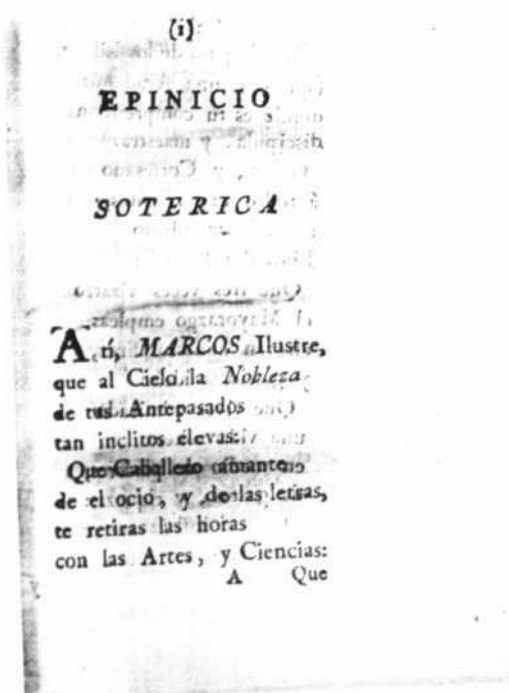 (1)
EPINICIO
SOTERICA
A tí, MARCOS Ilustre,
que al Cielo la Nobleza
de tus Antepasados
tan inclitos elevas:
Que Caballero amante
de el ocio, y de las letras,
te retiras las horas
con las Artes, y Ciencias:
A Que